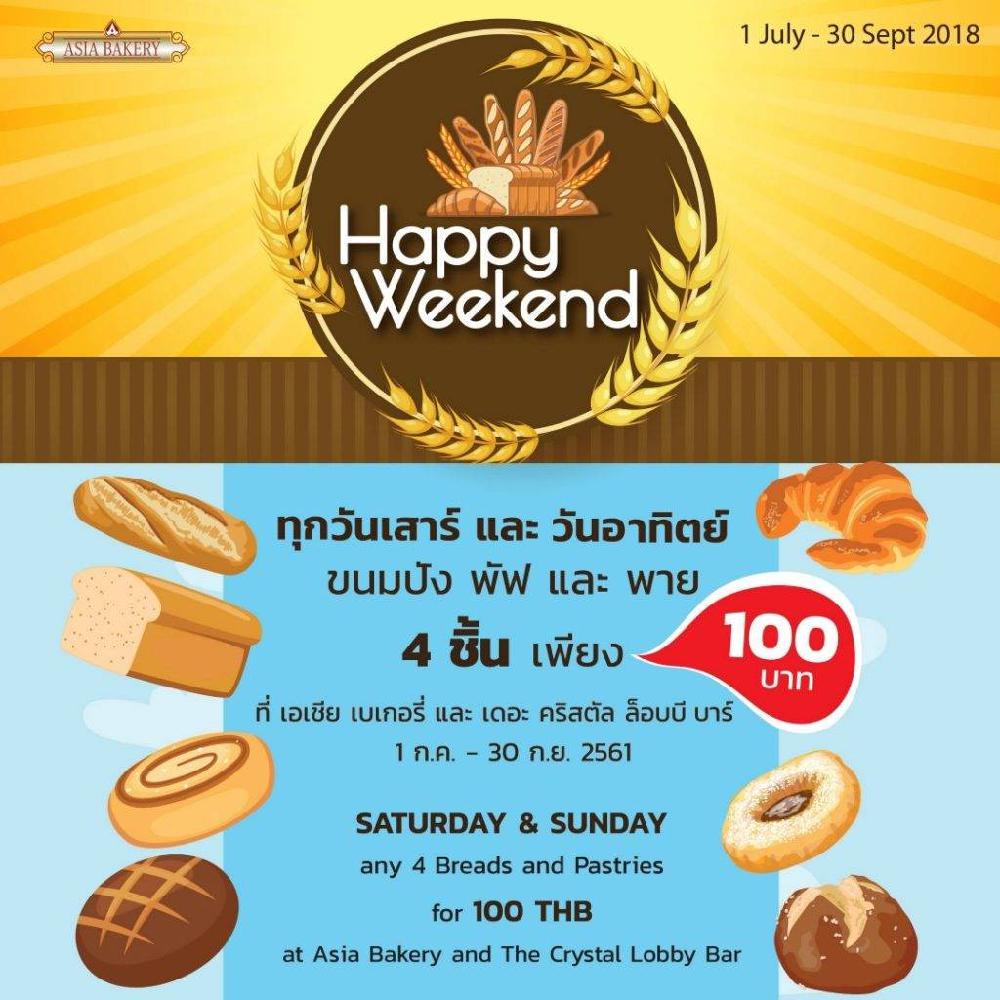 ASIA BAKERY
1 July - 30 Sept 2018
Happy
Weekend
ทุกวันเสาร์ และ วันอาทิตย์
ขนมปัง พัฟ และ พาย
4 ชิ้น เพียง
100
บาท
ที่ เอเชีย เบเกอรี่ และ เดอะ คริสตัล ล็อบบี บาร์
1 ก.ค. - 30 ก.ย. 2561
SATURDAY & SUNDAY
any 4 Breads and Pastries
for 100 THB
at Asia Bakery and The Crystal Lobby Bar